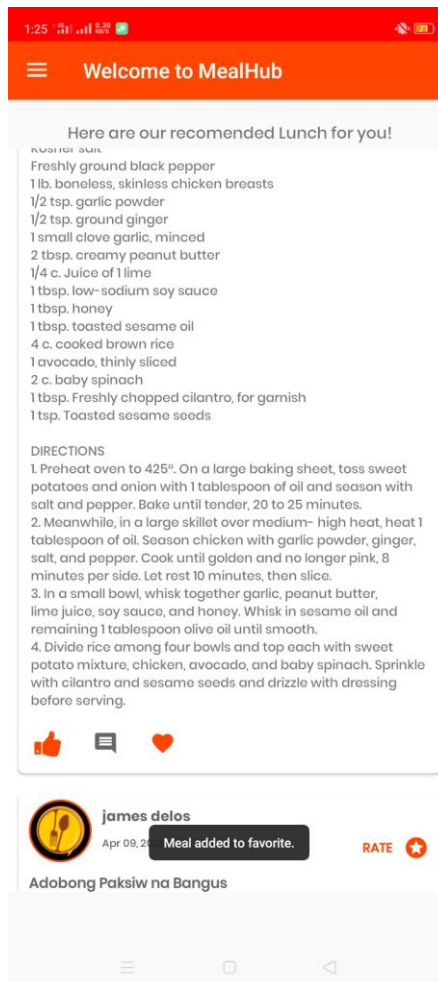 1:25
Welcome to MealHub
Here are our recomended Lunch for you!
Kosher salt
Freshly ground black pepper
1 lb. boneless, skinless chicken breasts
1/2 tsp. garlic powder
1/2 tsp. ground ginger
1 small clove garlic, minced
2 tbsp. creamy peanut butter
1/4 c. Juice of 1 lime
1 tbsp. low-sodium soy sauce
1 tbsp. honey
1 tbsp. toasted sesame oil
4 c. cooked brown rice
1 avocado, thinly sliced
2 c. baby spinach
1 tbsp. Freshly chopped cilantro, for garnish
1 tsp. Toasted sesame seeds
DIRECTIONS
1. Preheat oven to 425°. On a large baking sheet, toss sweet
potatoes and onion with 1 tablespoon of oil and season with
salt and pepper. Bake until tender, 20 to 25 minutes.
2. Meanwhile, in a large skillet over medium- high heat, heat 1
tablespoon of oil. Season chicken with garlic powder, ginger,
salt, and pepper. Cook until golden and no longer pink, 8
minutes per side. Let rest 10 minutes, then slice.
3. In a small bowl, whisk together garlic, peanut butter,
lime juice, soy sauce, and honey. Whisk in sesame oil and
remaining 1 tablespoon olive oil until smooth.
4. Divide rice among four bowls and top each with sweet
potato mixture, chicken, avocado, and baby spinach. Sprinkle
with cilantro and sesame seeds and drizzle with dressing
before serving.
james delos
Apr 09, 2
Meal added to favorite.
RATE
Adobong Paksiw na Bangus